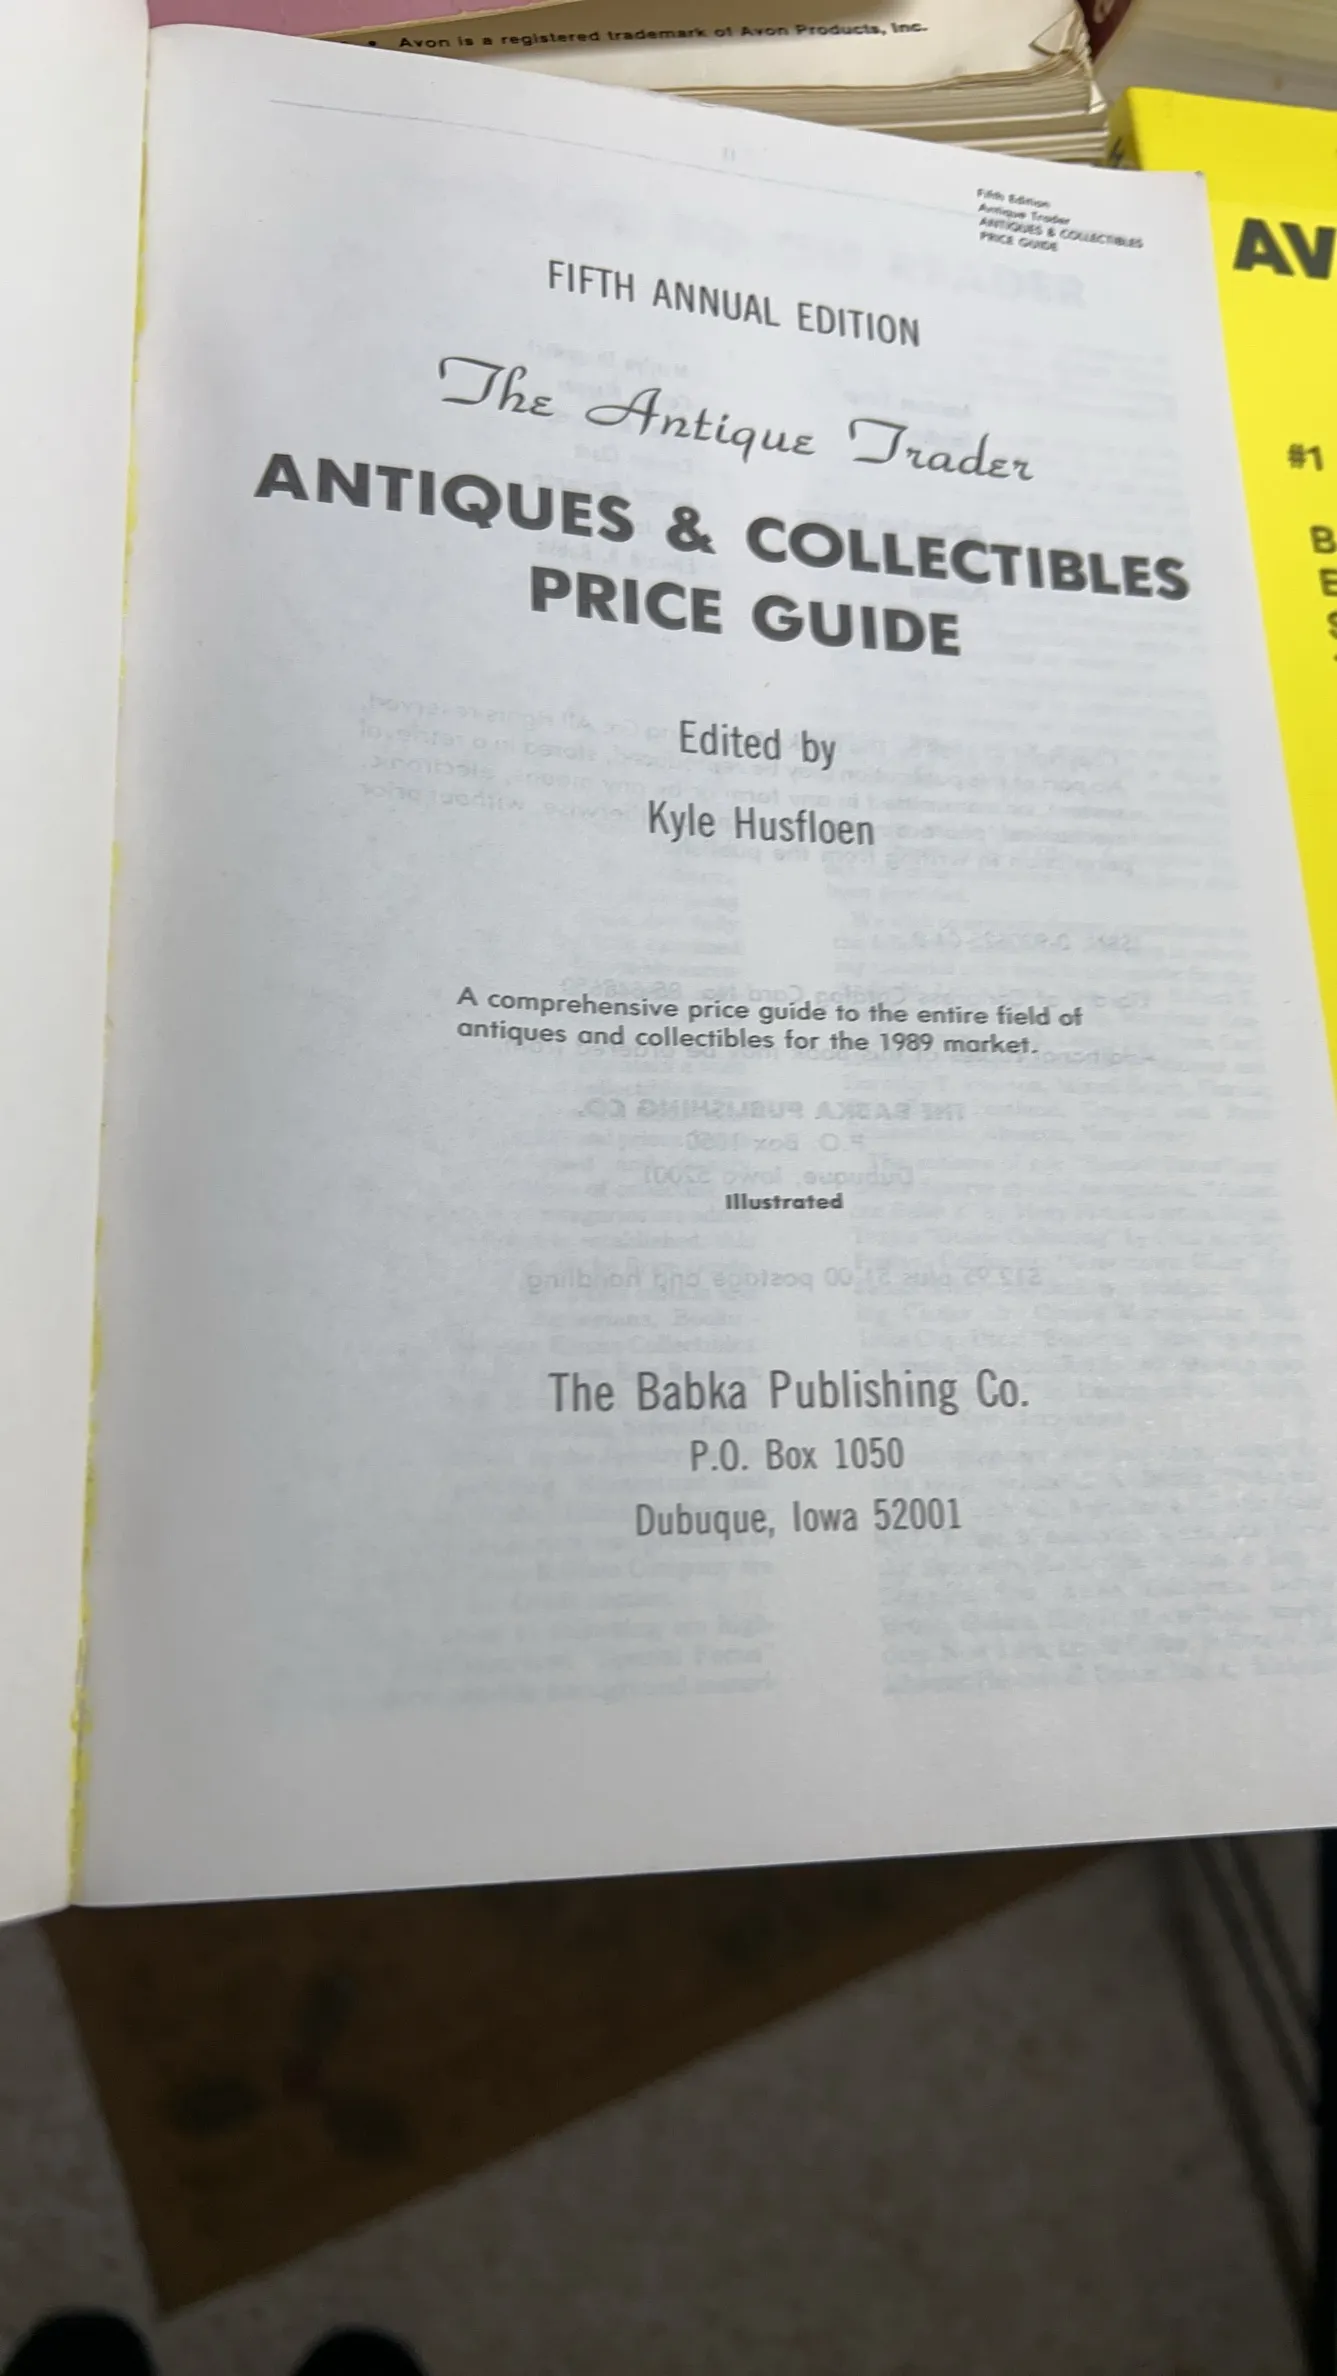 Avon is a registered trademark of Avon Products, Inc.
Fifth Edition
Antique Trader
ANTIQUES & COLLECTIBLES
PRICE GUIDE
FIFTH ANNUAL EDITION
The Antique Trader
ANTIQUES & COLLECTIBLES
PRICE GUIDE
Edited by
Kyle Husfloen
A comprehensive price guide to the entire field of
antiques and collectibles for the 1989 market.
Illustrated
The Babka Publishing Co.
P.O. Box 1050
Dubuque, Iowa 52001
AV
#1
B
E
S